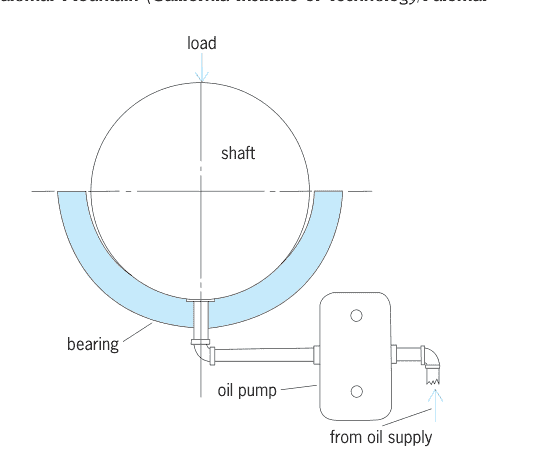 load
shaft
bearing
oil pump
from oil supply